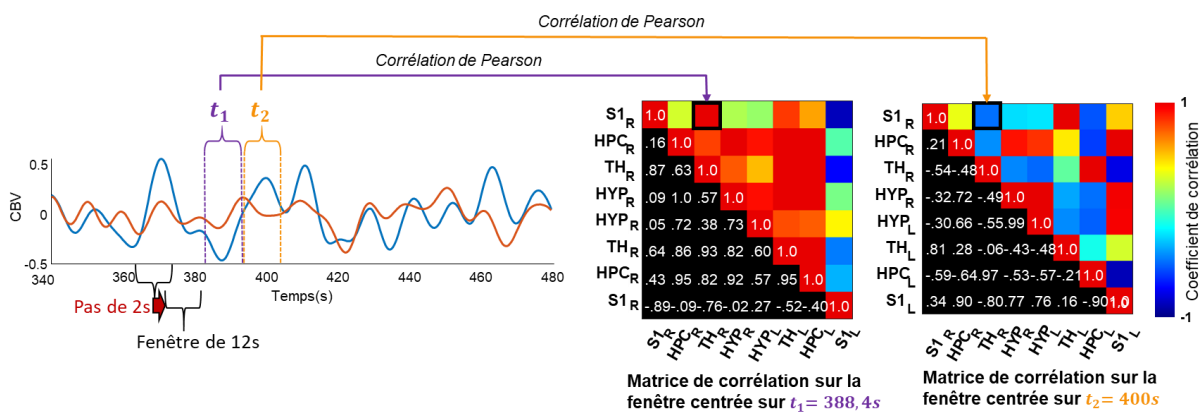 Corrélation de Pearson
Corrélation de Pearson
t1
t2
CBV
0.5
0
-0.5
340
360
380
400
420
440
460
480
Temps(s)
Pas de 2s
Fenêtre de 12s
S1R 1.0
HPCR .16 1.0
THR .87 .63 1.0
HYPR .09 1.0 .57 1.0
HYPR .05 .72 .38 .73 1.0
THR .64 .86 .93 .82 .60 1.0
HPCR .43 .95 .82 .92 .57 .95 1.0
S1R -.89 -.09 -.76 -.02 .27 -.52 -.40 1.0
S1R HPCR THR HYPR HYPL THL HPCL S1L
Matrice de corrélation sur la
fenêtre centrée sur t1 = 388,4s
S1R 1.0
HPCR .21 1.0
THR -.54 -.48 1.0
HYPR -.32 .72 -.49 1.0
HYPL -.30 .66 -.55 .99 1.0
THL .81 .28 -.06 -.43 -.48 1.0
HPCL -.59 -.64 .97 -.53 -.57 -.21 1.0
S1L .34 .90 -.80 .77 .76 .16 -.90 1.0
S1R HPCR THR HYPR HYPL THL HPCL S1L
Matrice de corrélation sur la
fenêtre centrée sur t2 = 400s
1
Coefficient de corrélation
-1